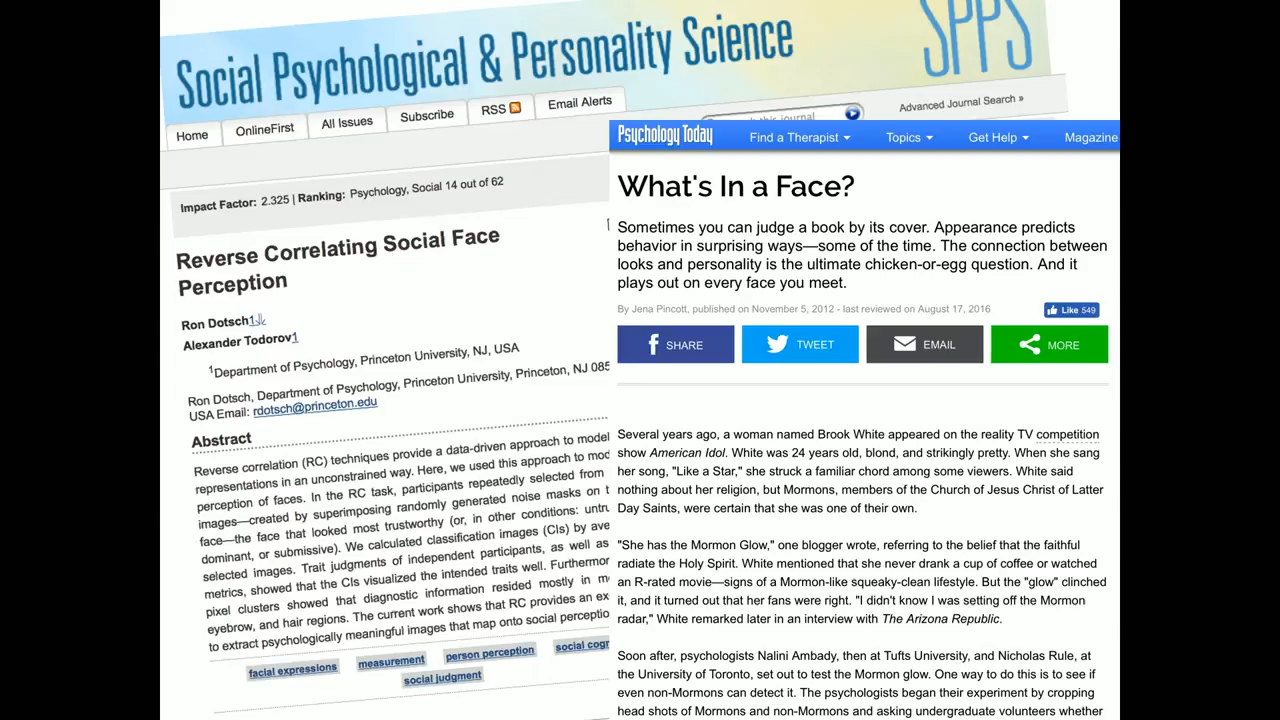 Social Psychological & Personality Science
SPPS
Home
OnlineFirst
All Issues
Subscribe
RSS
Email Alerts
this journal
Advanced Journal Search »
Impact Factor: 2.325 | Ranking: Psychology, Social 14 out of 62
Reverse Correlating Social Face
Perception
Ron Dotsch1
Alexander Todorov1
1Department of Psychology, Princeton University, NJ, USA
Ron Dotsch, Department of Psychology, Princeton University, Princeton, NJ 085
USA Email: rdotsch@princeton.edu
Abstract
Reverse correlation (RC) techniques provide a data-driven approach to model
representations in an unconstrained way. Here, we used this approach to mod
perception of faces. In the RC task, participants repeatedly selected from
images—created by superimposing randomly generated noise masks on t
face—the face that looked most trustworthy (or, in other conditions: untru
dominant, or submissive). We calculated classification images (CIs) by ave
selected images. Trait judgments of independent participants, as well as
metrics, showed that the CIs visualized the intended traits well. Furthermor
pixel clusters showed that diagnostic information resided mostly in m
eyebrow, and hair regions. The current work shows that RC provides an ex
to extract psychologically meaningful images that map onto social perceptio
facial expressions
measurement
person perception
social cogn
social judgment
Psychology Today
Find a Therapist
Topics
Get Help
Magazine
What's In a Face?
Sometimes you can judge a book by its cover. Appearance predicts
behavior in surprising ways—some of the time. The connection between
looks and personality is the ultimate chicken-or-egg question. And it
plays out on every face you meet.
By Jena Pincott, published on November 5, 2012 - last reviewed on August 17, 2016
Like 549
SHARE
TWEET
EMAIL
MORE
Several years ago, a woman named Brook White appeared on the reality TV competition
show American Idol. White was 24 years old, blond, and strikingly pretty. When she sang
her song, "Like a Star," she struck a familiar chord among some viewers. White said
nothing about her religion, but Mormons, members of the Church of Jesus Christ of Latter
Day Saints, were certain that she was one of their own.
"She has the Mormon Glow," one blogger wrote, referring to the belief that the faithful
radiate the Holy Spirit. White mentioned that she never drank a cup of coffee or watched
an R-rated movie—signs of a Mormon-like squeaky-clean lifestyle. But the "glow" clinched
it, and it turned out that her fans were right. "I didn't know I was setting off the Mormon
radar," White remarked later in an interview with The Arizona Republic.
Soon after, psychologists Nalini Ambady, then at Tufts University, and Nicholas Rule, at
the University of Toronto, set out to test the Mormon glow. One way to do this is to see if
even non-Mormons can detect it. The psychologists began their experiment by cropping
head shots of Mormons and non-Mormons and asking undergraduate volunteers whether